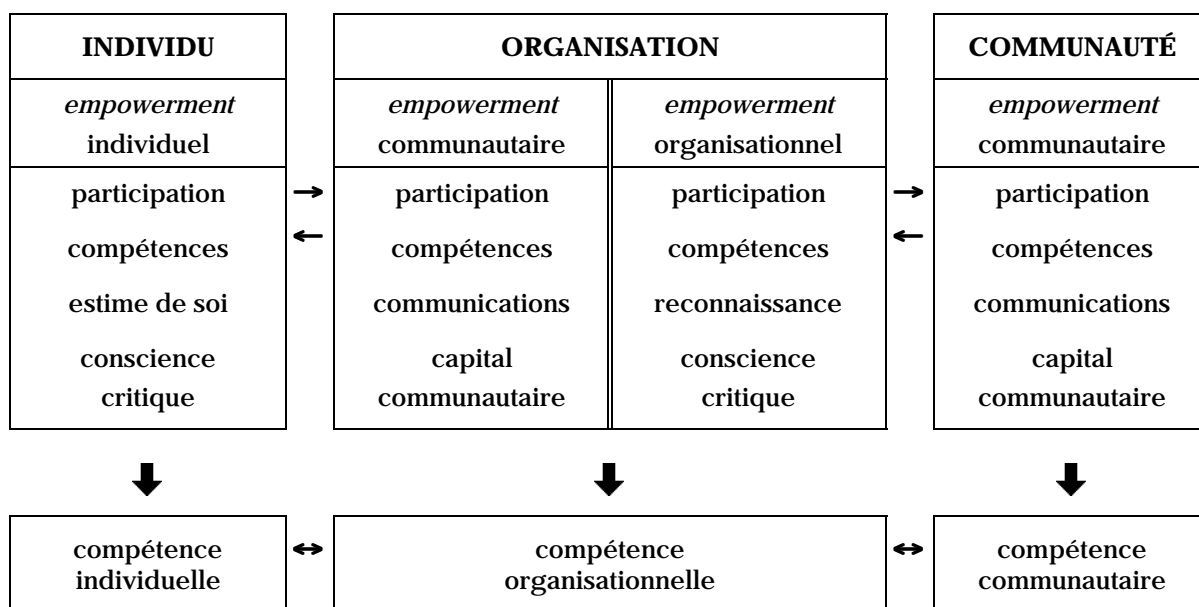 INDIVIDU
ORGANISATION
COMMUNAUTÉ
empowerment
individuel
empowerment
communautaire
empowerment
organisationnel
empowerment
communautaire
participation
→
participation
participation
→
participation
compétences
←
compétences
compétences
←
compétences
estime de soi
communications
reconnaissance
communications
conscience
critique
capital
communautaire
conscience
critique
capital
communautaire
compétence
individuelle
↔
compétence
organisationnelle
↔
compétence
communautaire